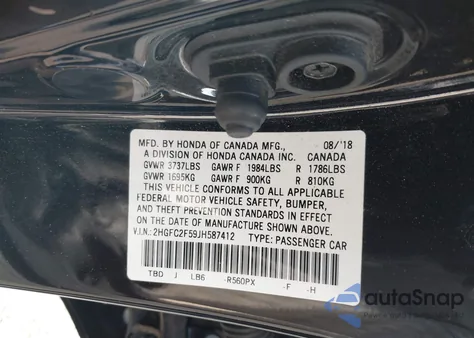 MFD. BY HONDA OF CANADA MFG., 08/'18
A DIVISION OF HONDA CANADA INC. CANADA
GVWR 3737LBS GAWR F 1984LBS R 1786LBS
GVWR 1695KG GAWR F 900KG R 810KG
THIS VEHICLE CONFORMS TO ALL APPLICABLE
FEDERAL MOTOR VEHICLE SAFETY, BUMPER,
AND THEFT PREVENTION STANDARDS IN EFFECT
ON THE DATE OF MANUFACTURE SHOWN ABOVE.
V.I.N.: 2HGFC2F59JH587412 TYPE: PASSENGER CAR
TBD J LB6 -R560PX -F -H
autaSnap